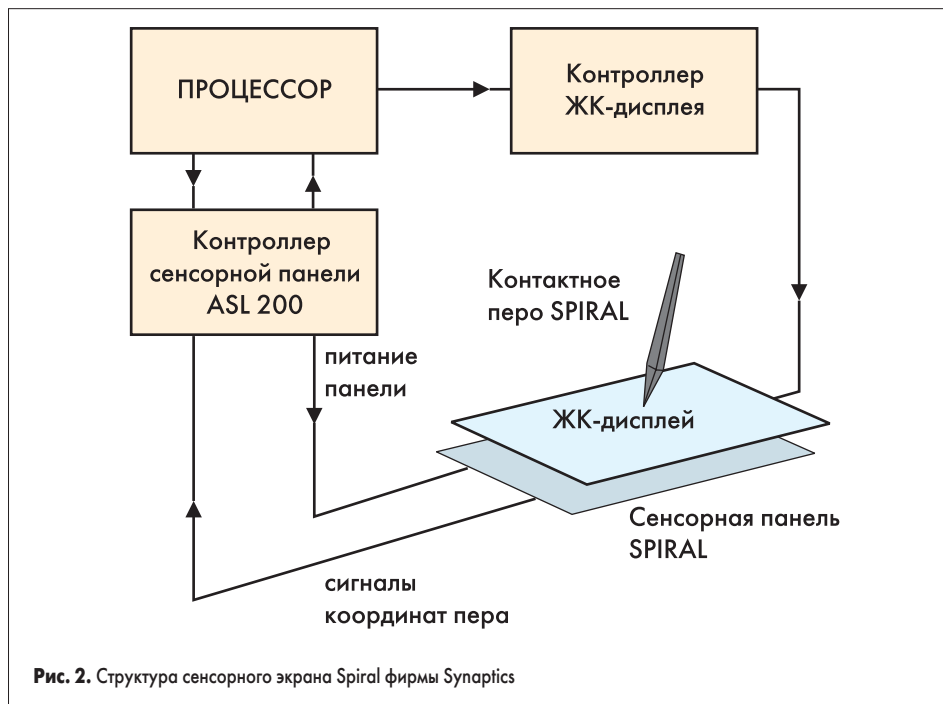 ПРОЦЕССОР
Контроллер
ЖК-дисплея
Контроллер
сенсорной панели
ASL 200
Контактное
перо SPIRAL
питание
панели
ЖК-дисплей
Сенсорная панель
SPIRAL
сигналы
координат пера
Рис. 2. Структура сенсорного экрана Spiral фирмы Synaptics